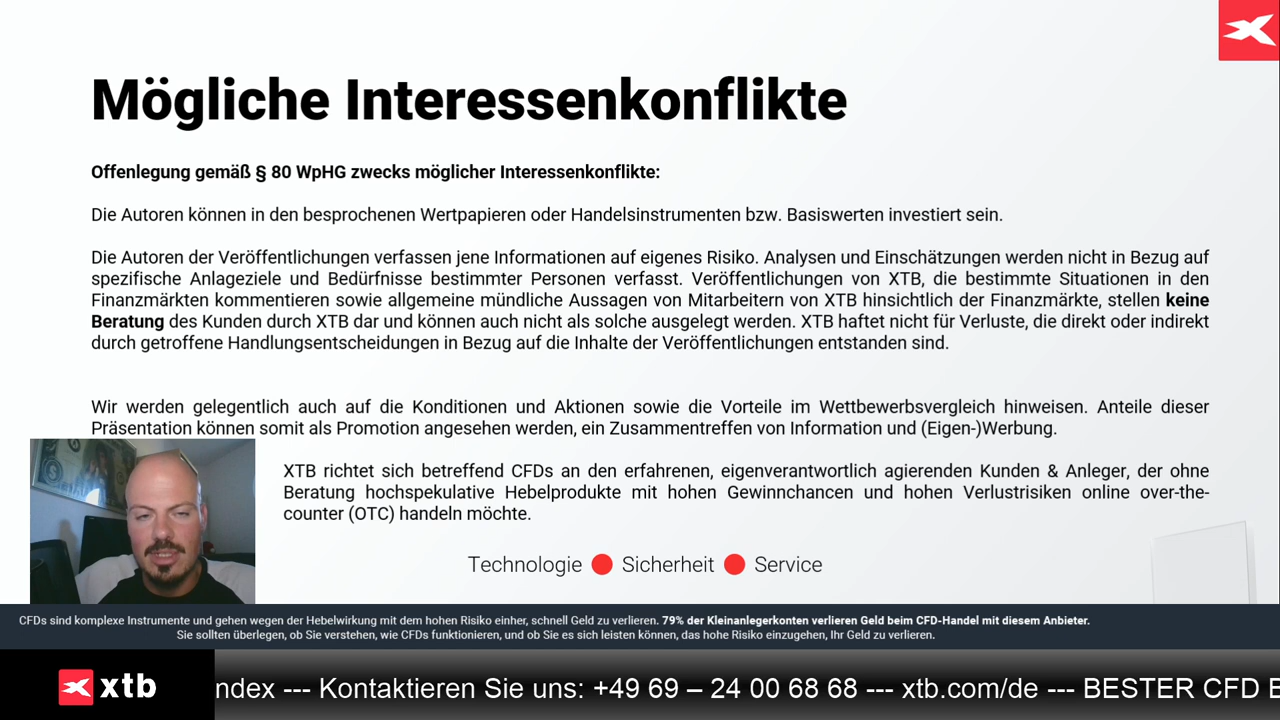 Mögliche Interessenkonflikte
Offenlegung gemäß § 80 WpHG zwecks möglicher Interessenkonflikte:
Die Autoren können in den besprochenen Wertpapieren oder Handelsinstrumenten bzw. Basiswerten investiert sein.
Die Autoren der Veröffentlichungen verfassen jene Informationen auf eigenes Risiko. Analysen und Einschätzungen werden nicht in Bezug auf
spezifische Anlageziele und Bedürfnisse bestimmter Personen verfasst. Veröffentlichungen von XTB, die bestimmte Situationen in den
Finanzmärkten kommentieren sowie allgemeine mündliche Aussagen von Mitarbeitern von XTB hinsichtlich der Finanzmärkte, stellen keine
Beratung des Kunden durch XTB dar und können auch nicht als solche ausgelegt werden. XTB haftet nicht für Verluste, die direkt oder indirekt
durch getroffene Handlungsentscheidungen in Bezug auf die Inhalte der Veröffentlichungen entstanden sind.
Wir werden gelegentlich auch auf die Konditionen und Aktionen sowie die Vorteile im Wettbewerbsvergleich hinweisen. Anteile dieser
Präsentation können somit als Promotion angesehen werden, ein Zusammentreffen von Information und (Eigen-)Werbung.
XTB richtet sich betreffend CFDs an den erfahrenen, eigenverantwortlich agierenden Kunden & Anleger, der ohne
Beratung hochspekulative Hebelprodukte mit hohen Gewinnchancen und hohen Verlustrisiken online over-the-
counter (OTC) handeln möchte.
Technologie Sicherheit Service
CFDs sind komplexe Instrumente und gehen wegen der Hebelwirkung mit dem hohen Risiko einher, schnell Geld zu verlieren. 79% der Kleinanlegerkonten verlieren Geld beim CFD-Handel mit diesem Anbieter.
Sie sollten überlegen, ob Sie verstehen, wie CFDs funktionieren, und ob Sie es sich leisten können, das hohe Risiko einzugehen, Ihr Geld zu verlieren.
xtb ndex --- Kontaktieren Sie uns: +49 69 – 24 00 68 68 --- xtb.com/de --- BESTER CFD